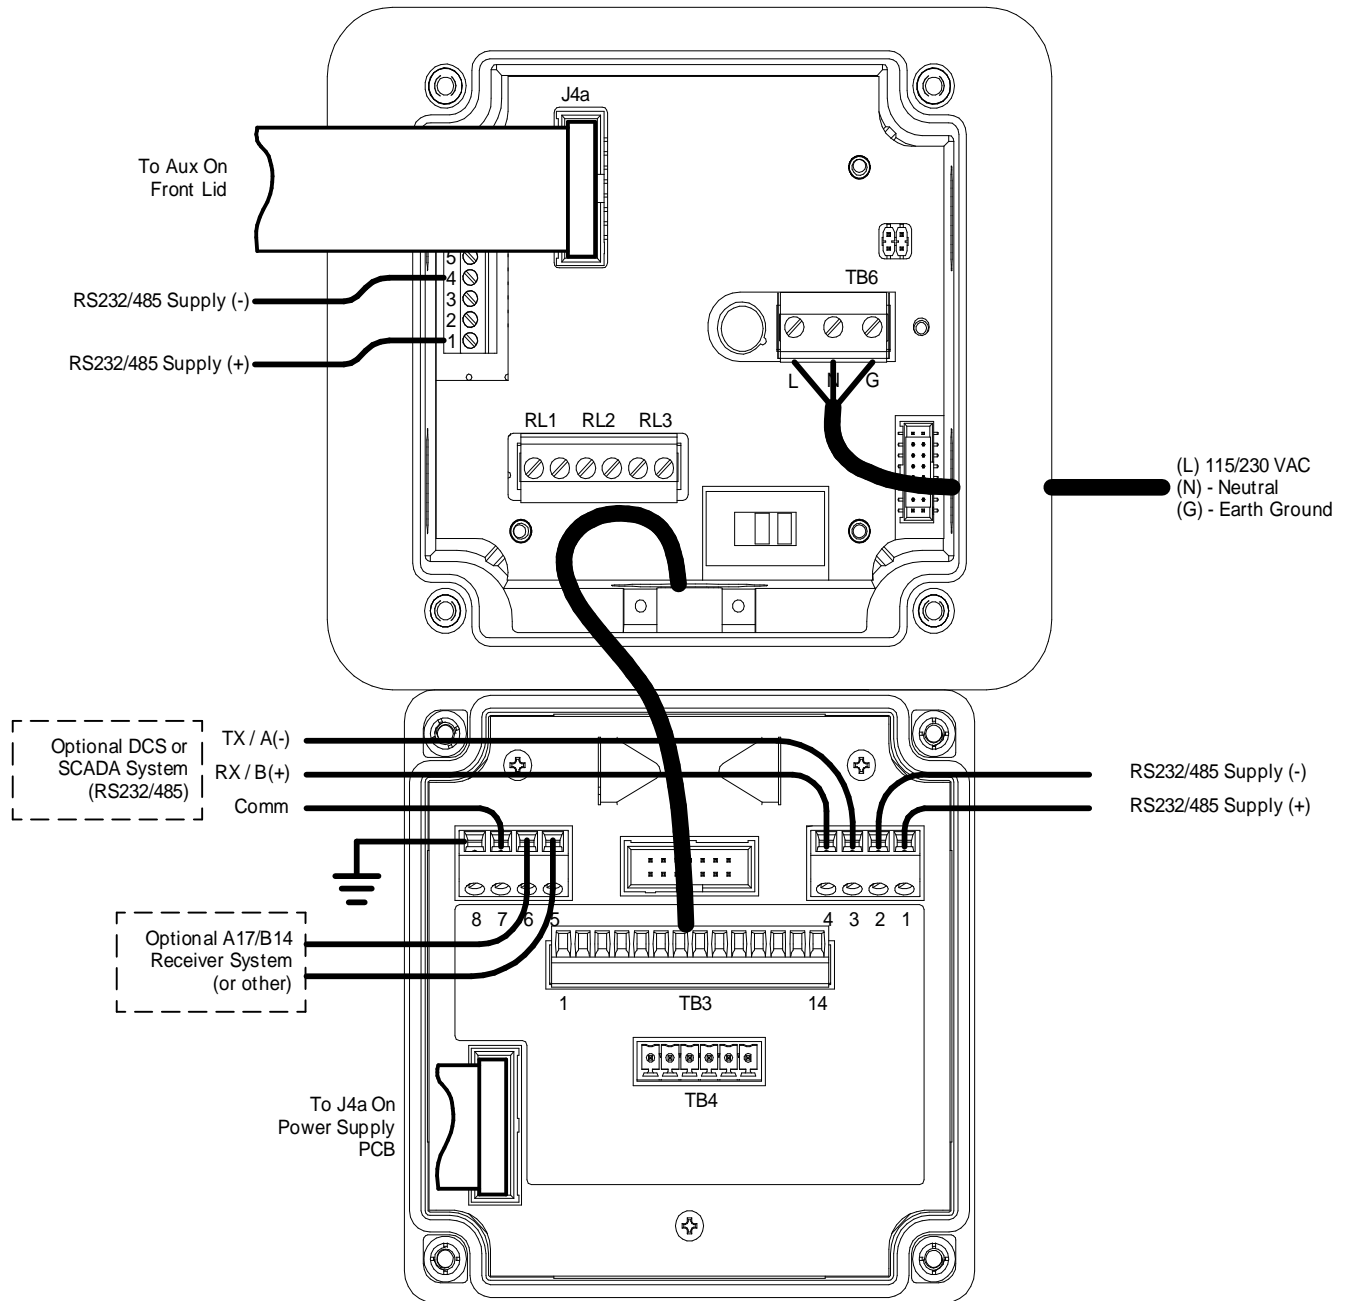 J4a
To Aux On
Front Lid
5
4
3
2
1
RS232/485 Supply (-)
RS232/485 Supply (+)
TB6
L N G
RL1 RL2 RL3
(L) 115/230 VAC
(N) - Neutral
(G) - Earth Ground
Optional DCS or
SCADA System
(RS232/485)
TX / A(-)
RX / B(+)
Comm
RS232/485 Supply (-)
RS232/485 Supply (+)
8 7 6 5
4 3 2 1
Optional A17/B14
Receiver System
(or other)
1 TB3 14
TB4
To J4a On
Power Supply
PCB